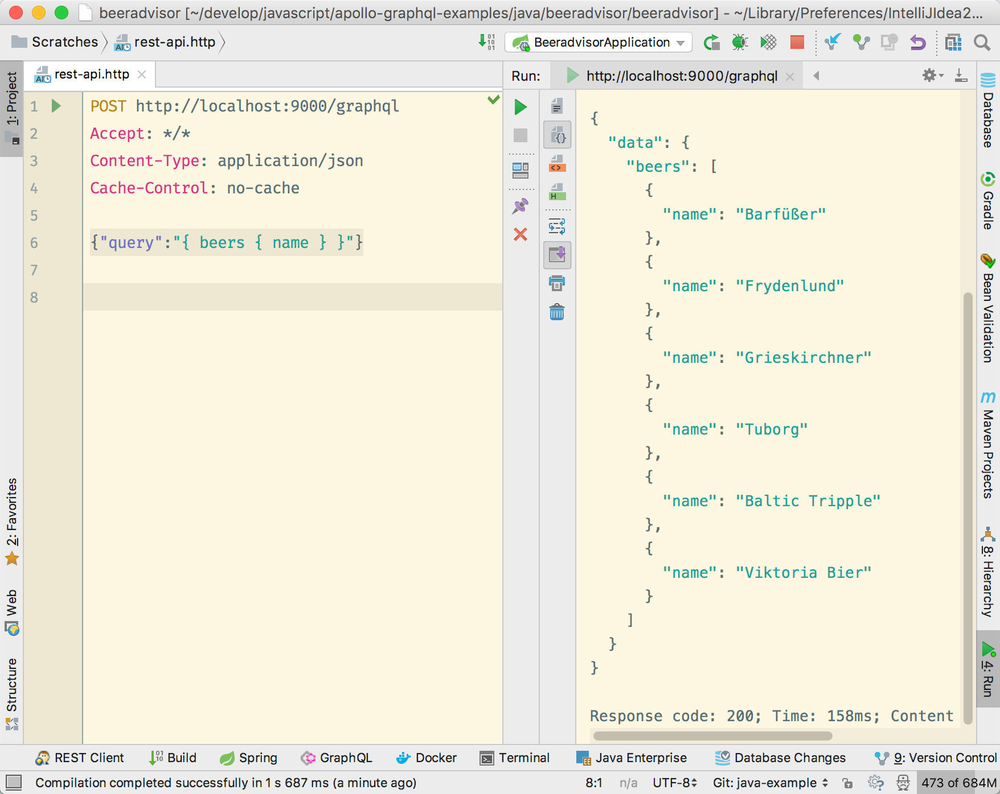 beeradvisor [~/develop/javascript/apollo-graphql-examples/java/beeradvisor/beeradvisor] - ~/Library/Preferences/IntelliJIdea2...
Scratches
rest-api.http
BeeradvisorApplication
rest-api.http
Run:
http://localhost:9000/graphql
1: Project
2: Favorites
Web
Structure
1 POST http://localhost:9000/graphql
2 Accept: */*
3 Content-Type: application/json
4 Cache-Control: no-cache
5
6 {"query":"{ beers { name } }"}
7
8
{
"data": {
"beers": [
{
"name": "Barfüßer"
},
{
"name": "Frydenlund"
},
{
"name": "Grieskirchner"
},
{
"name": "Tuborg"
},
{
"name": "Baltic Tripple"
},
{
"name": "Viktoria Bier"
}
]
}
}
Response code: 200; Time: 158ms; Content
Database
Gradle
Bean Validation
Maven Projects
8: Hierarchy
4: Run
REST Client
Build
Spring
GraphQL
Docker
Terminal
Java Enterprise
Database Changes
9: Version Control
Compilation completed successfully in 1 s 687 ms (a minute ago)
8:1
n/a
UTF-8
Git: java-example
473 of 684M